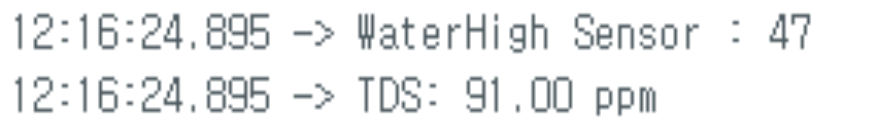 12:16:24.895 -> WaterHigh Sensor : 47
12:16:24.895 -> TDS: 91.00 ppm